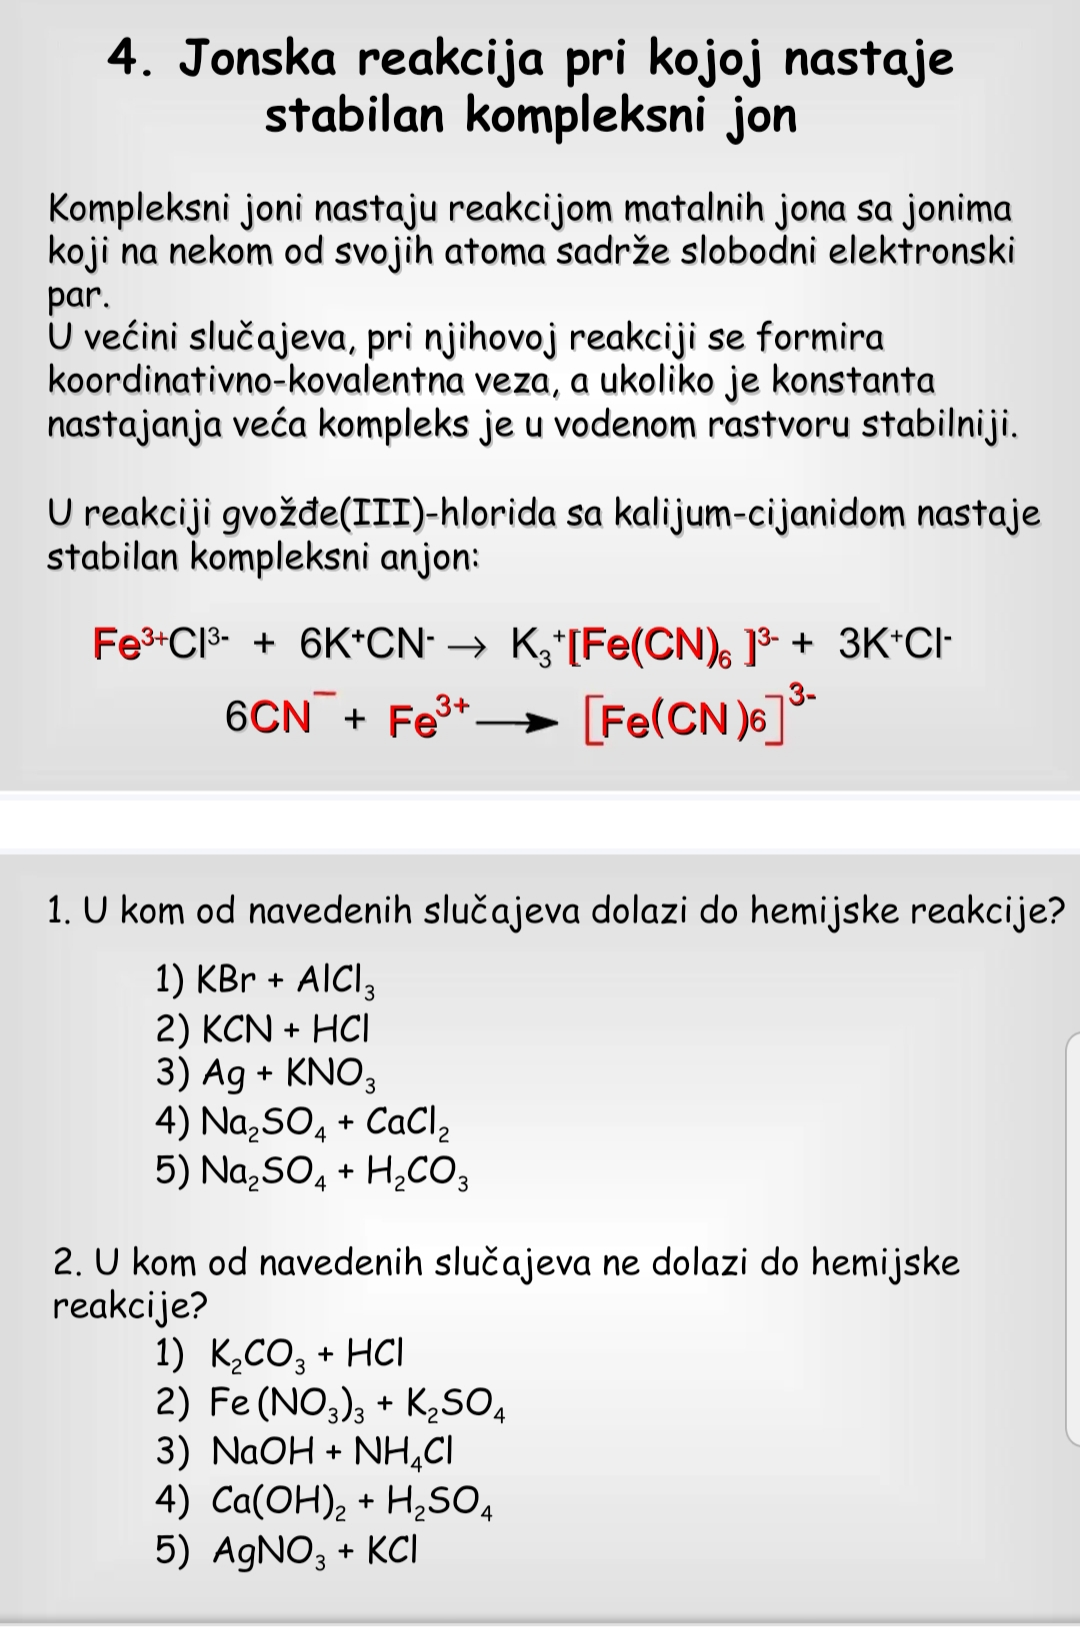 4. Jonska reakcija pri kojoj nastaje
stabilan kompleksni jon
Kompleksni joni nastaju reakcijom matalnih jona sa jonima
koji na nekom od svojih atoma sadrže slobodni elektronski
par.
U većini slučajeva, pri njihovoj reakciji se formira
koordinativno-kovalentna veza, a ukoliko je konstanta
nastajanja veća kompleks je u vodenom rastvoru stabilniji.
U reakciji gvožđe(III)-hlorida sa kalijum-cijanidom nastaje
stabilan kompleksni anjon:
Fe³⁺Cl³⁻ + 6K⁺CN⁻ → K₃⁺[Fe(CN)₆ ]³⁻ + 3K⁺Cl⁻
6CN⁻ + Fe³⁺ → [Fe(CN)6]³⁻
1. U kom od navedenih slučajeva dolazi do hemijske reakcije?
1) KBr + AlCl₃
2) KCN + HCl
3) Ag + KNO₃
4) Na₂SO₄ + CaCl₂
5) Na₂SO₄ + H₂CO₃
2. U kom od navedenih slučajeva ne dolazi do hemijske
reakcije?
1) K₂CO₃ + HCl
2) Fe(NO₃)₃ + K₂SO₄
3) NaOH + NH₄Cl
4) Ca(OH)₂ + H₂SO₄
5) AgNO₃ + KCl